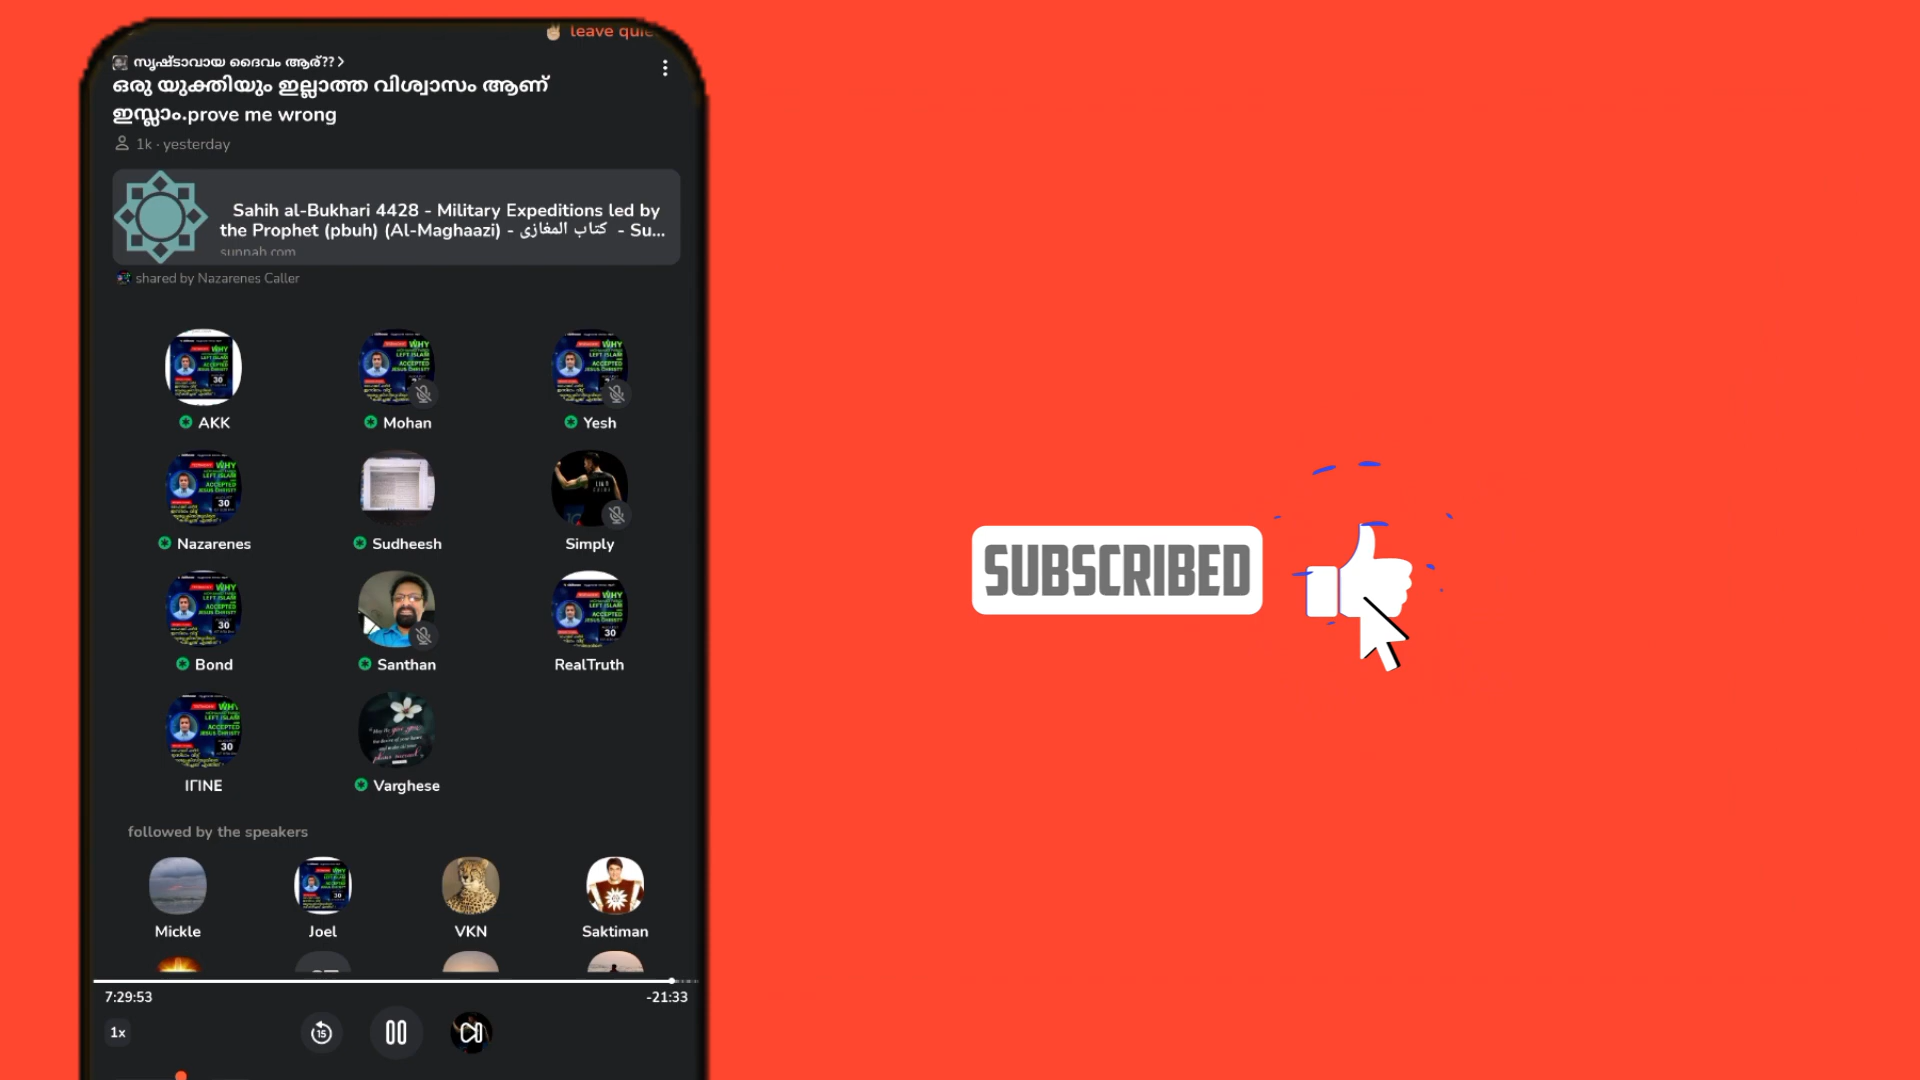 leave quie
സൃഷ്ടാവായ ദൈവം ആര്?? >
ഒരു യുക്തിയും ഇല്ലാത്ത വിശ്വാസം ആണ്
ഇസ്ലാം.prove me wrong
1k · yesterday
Sahih al-Bukhari 4428 - Military Expeditions led by
the Prophet (pbuh) (Al-Maghaazi) - كتاب المغازى - Su...
sunnah.com
shared by Nazarenes Caller
AKK
Mohan
Yesh
Nazarenes
Sudheesh
Simply
Bond
Santhan
RealTruth
Varghese
followed by the speakers
Mickle
Joel
VKN
Saktiman
7:29:53
-21:33
1x
15
SUBSCRIBED